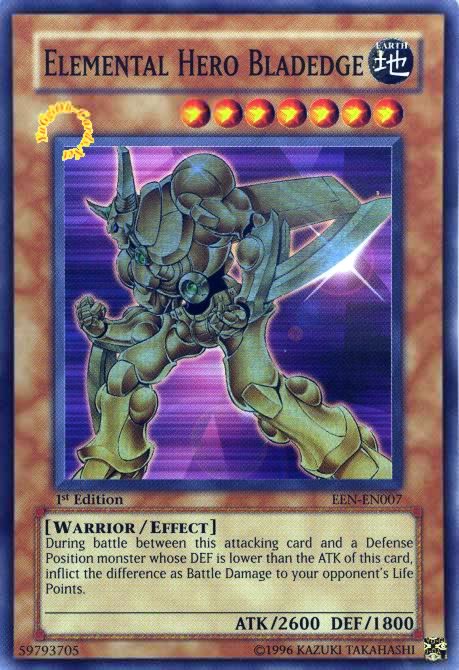 Elemental Hero Bladedge
EARTH
地
1st Edition
EEN-EN007
[Warrior/Effect]
During battle between this attacking card and a Defense
Position monster whose DEF is lower than the ATK of this card,
inflict the difference as Battle Damage to your opponent's Life
Points.
ATK/2600 DEF/1800
59793705
©1996 KAZUKI TAKAHASHI